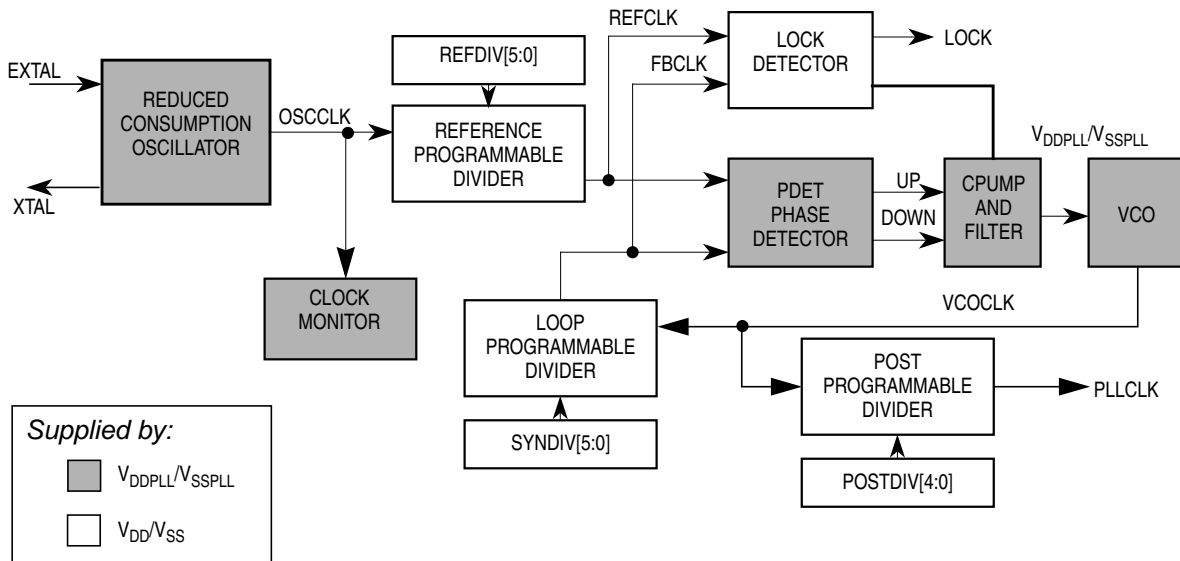 REFCLK
LOCK
DETECTOR
LOCK
REFDIV[5:0]
FBCLK
EXTAL
REDUCED
CONSUMPTION
OSCILLATOR
OSCCLK
REFERENCE
PROGRAMMABLE
DIVIDER
XTAL
PDET
PHASE
DETECTOR
UP
DOWN
CPUMP
AND
FILTER
VDDPLL/VSSPLL
VCO
CLOCK
MONITOR
LOOP
PROGRAMMABLE
DIVIDER
VCOCLK
POST
PROGRAMMABLE
DIVIDER
PLLCLK
SYNDIV[5:0]
POSTDIV[4:0]
Supplied by:
VDDPLL/VSSPLL
VDD/VSS